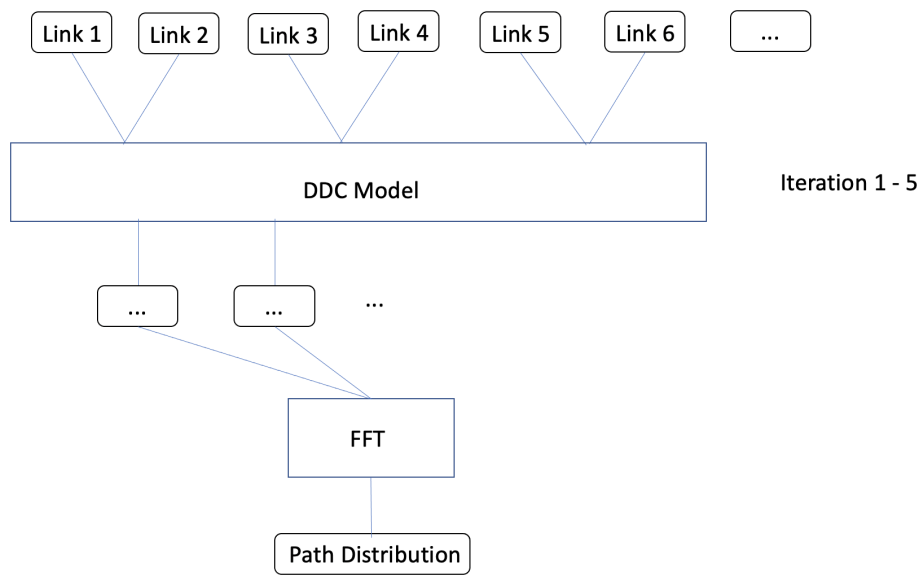 Link 1
Link 2
Link 3
Link 4
Link 5
Link 6
...
DDC Model
Iteration 1 - 5
...
...
...
FFT
Path Distribution